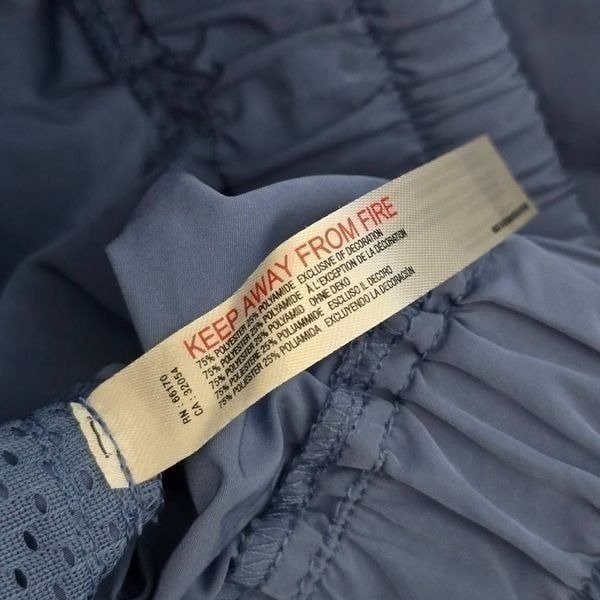 KEEP AWAY FROM FIRE
75% POLYESTER 25% POLYAMIDE EXCLUSIVE OF DECORATION
75% POLYESTER 25% POLYAMIDE À L'EXCEPTION DE LA DÉCORATION
75% POLYESTER 25% POLYAMID OHNE DEKO
75% POLIESTERE 25% POLIAMMIDE ESCLUSO IL DECORO
75% POLIESTER 25% POLIAMIDA EXCLUYENDO LA DECORACIÓN
RN : 66170
CA : 32054